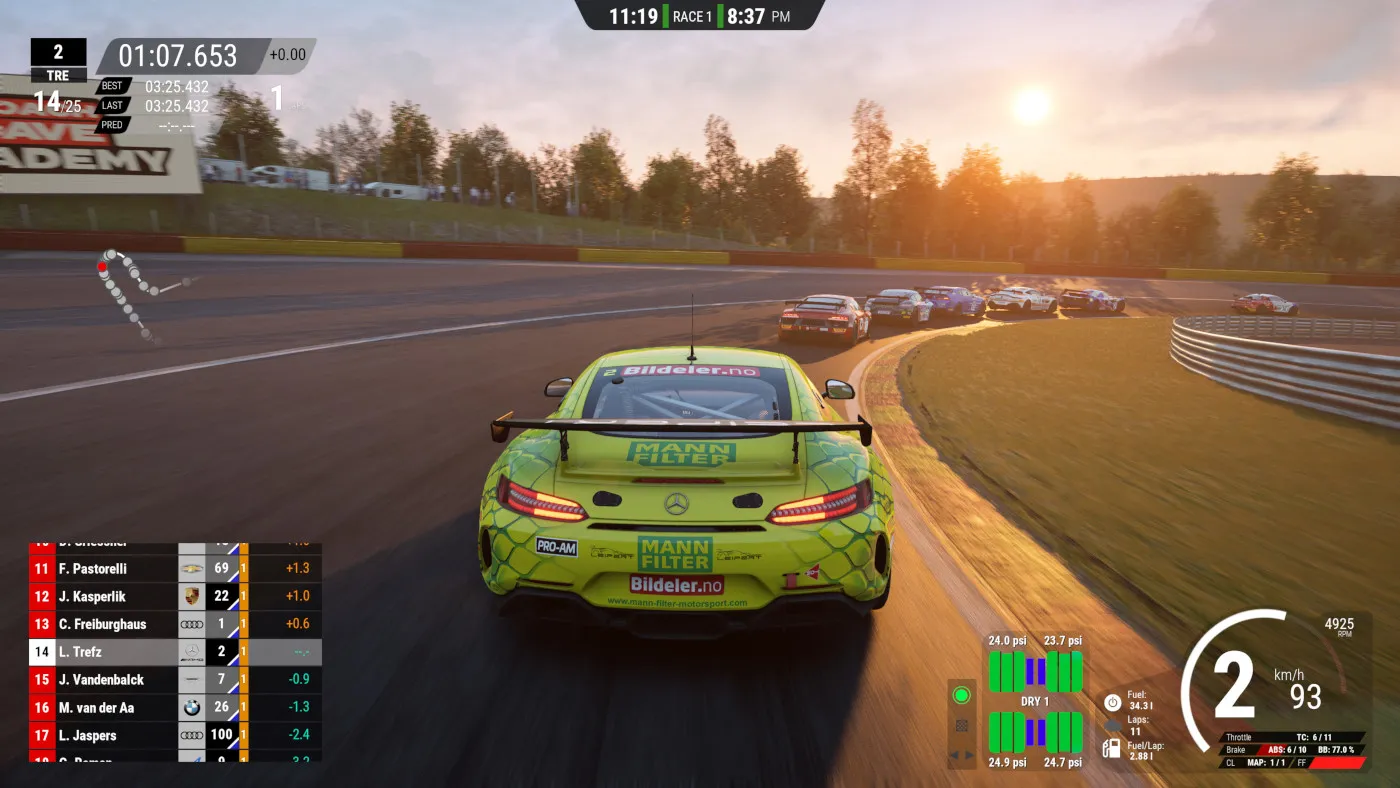 11:19 RACE 1 8:37 PM
2 01:07.653 +0.00
TRE
BEST 03:25.432
14/25 LAST 03:25.432 1
PRED --:--.---
AVE
ADEMY
2 Bildeler.no
MANN
FILTER
PRO-AM
LEIPERT
MANN
FILTER
LEIPERT
Bildeler.no
www.mann-filter-motorsport.com
11 F. Pastorelli 69 1 +1.3
12 J. Kasperlik 22 1 +1.0
13 C. Freiburghaus 1 1 +0.6
14 L. Trefz 2 1 --.-
15 J. Vandenbalck 7 1 -0.9
16 M. van der Aa 26 1 -1.3
17 L. Jaspers 100 1 -2.4
24.0 psi 23.7 psi
DRY 1
24.9 psi 24.7 psi
Fuel:
34.3 l
Laps:
11
Fuel/Lap:
2.88 l
4925
RPM
2 km/h
93
Throttle TC: 6 / 11
Brake ABS: 6 / 10 BB: 77.0 %
CL MAP: 1 / 1 FF